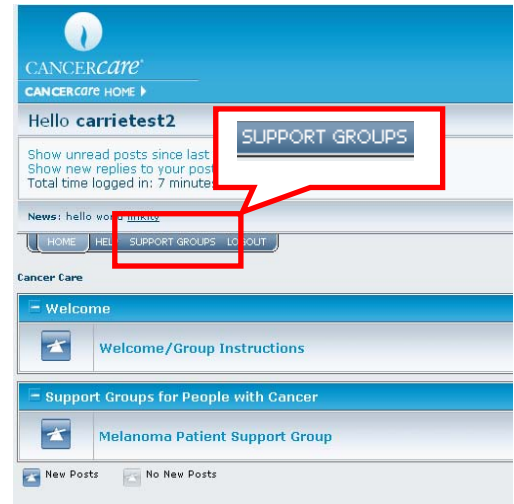 CANCERcare®
CANCERcare HOME
Hello carrietest2
SUPPORT GROUPS
Show unread posts since last
Show new replies to your post
Total time logged in: 7 minutes
News: hello world linkity
HOME HELP SUPPORT GROUPS LOGOUT
Cancer Care
Welcome
Welcome/Group Instructions
Support Groups for People with Cancer
Melanoma Patient Support Group
New Posts No New Posts